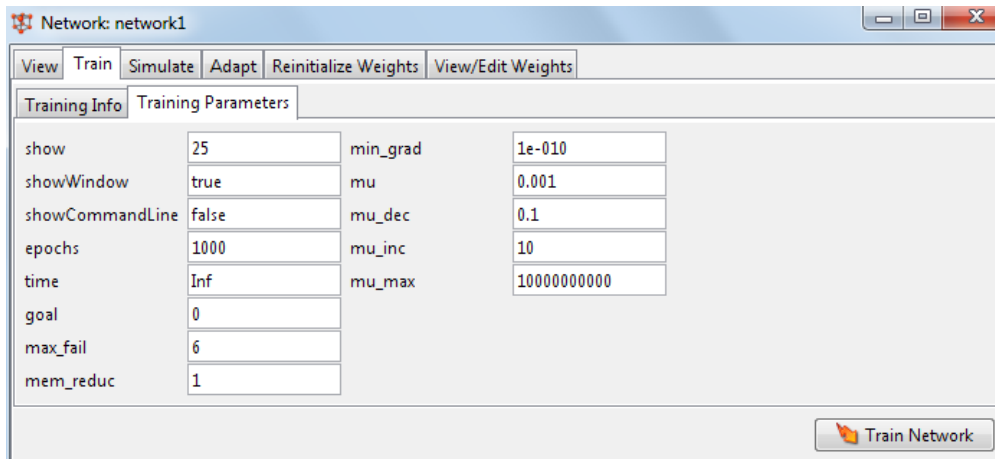 Network: network1
View Train Simulate Adapt Reinitialize Weights View/Edit Weights
Training Info Training Parameters
show 25 min_grad 1e-010
showWindow true mu 0.001
showCommandLine false mu_dec 0.1
epochs 1000 mu_inc 10
time Inf mu_max 10000000000
goal 0
max_fail 6
mem_reduc 1
Train Network